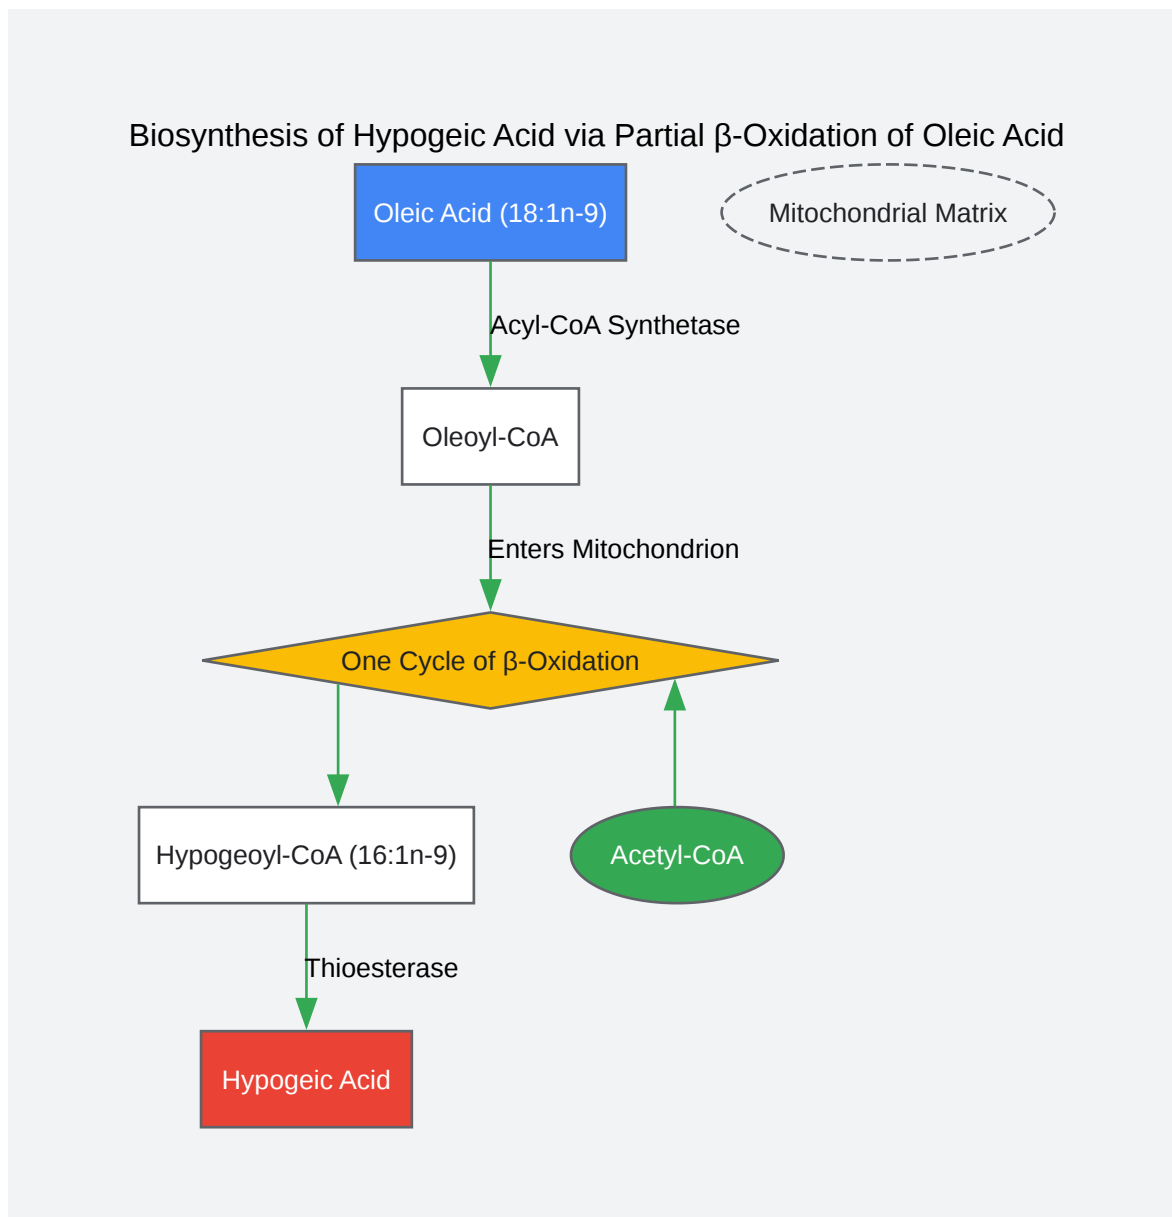 Biosynthesis of Hypogeic Acid via Partial β-Oxidation of Oleic Acid
Oleic Acid (18:1n-9)
Mitochondrial Matrix
Acyl-CoA Synthetase
Oleoyl-CoA
Enters Mitochondrion
One Cycle of β-Oxidation
Hypogeoyl-CoA (16:1n-9)
Acetyl-CoA
Thioesterase
Hypogeic Acid